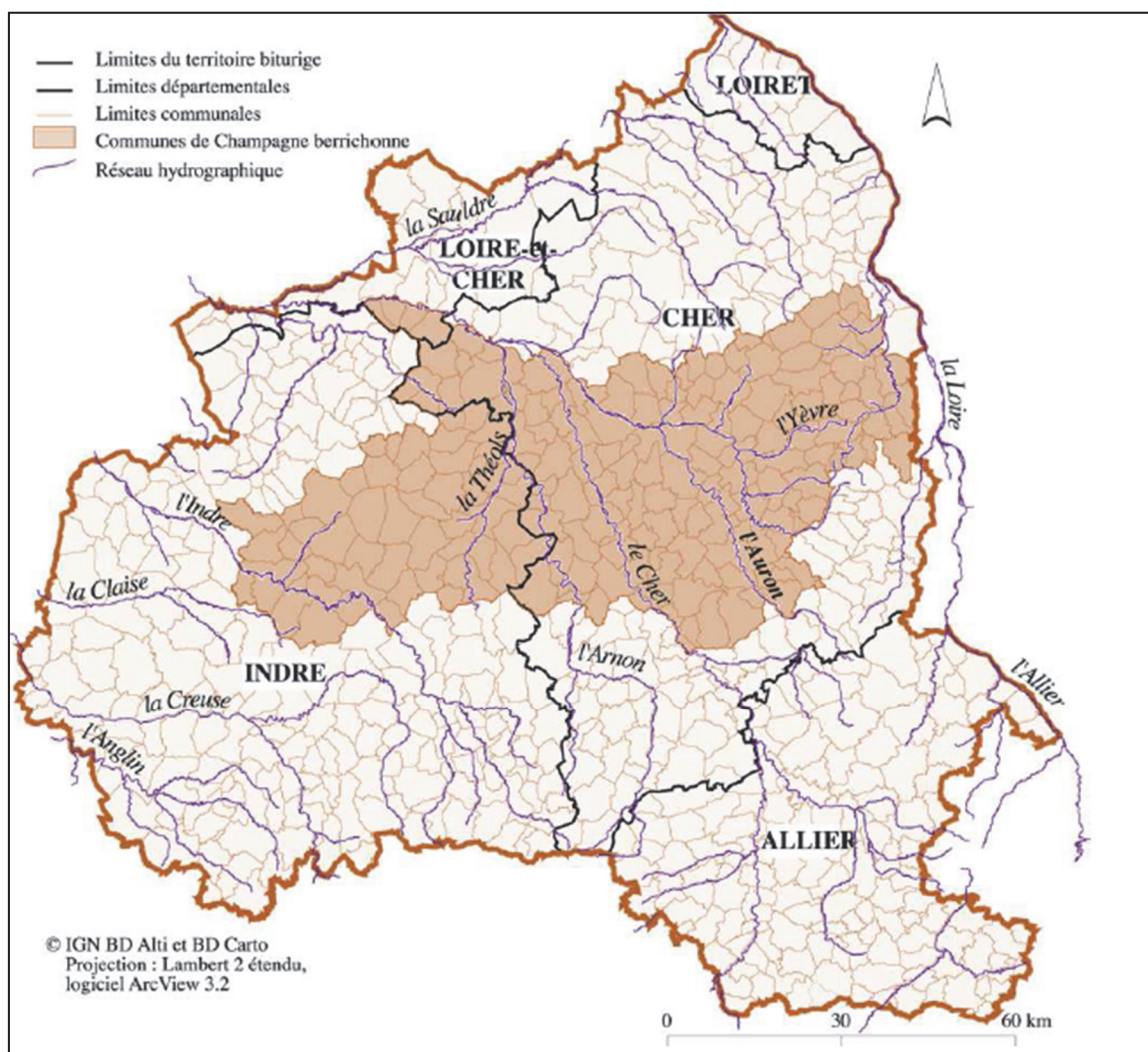 Limites du territoire biturige
Limites départementales
Limites communales
Communes de Champagne berrichonne
Réseau hydrographique
LOIRET
la Sauldre
LOIRE-et-
CHER
CHER
la Loire
l'Yèvre
la Théols
l'Indre
le Cher
l'Auron
la Claise
l'Arnon
INDRE
l'Allier
la Creuse
l'Anglin
ALLIER
© IGN BD Alti et BD Carto
Projection : Lambert 2 étendu,
logiciel ArcView 3.2
0 30 60 km